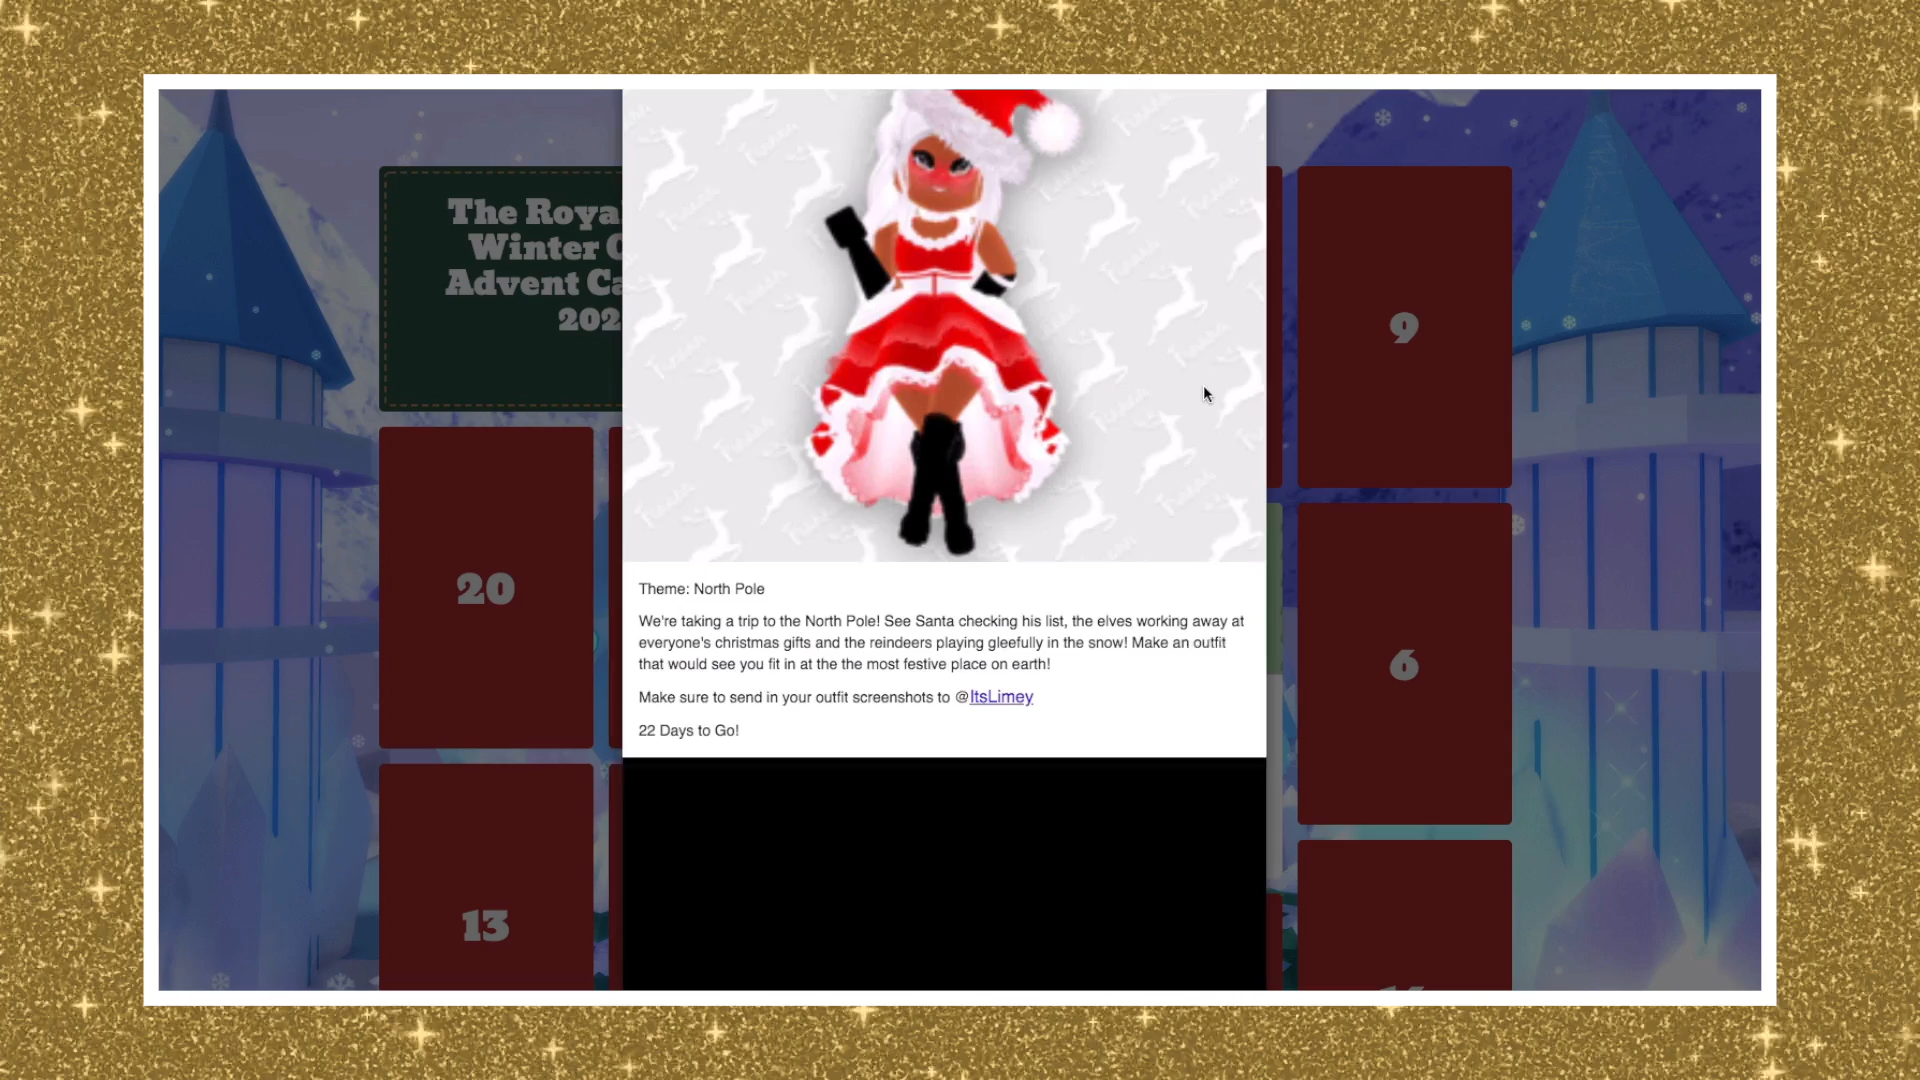 The Roya
Winter
Advent Ca
202
9
20
6
13
Theme: North Pole
We're taking a trip to the North Pole! See Santa checking his list, the elves working away at
everyone's christmas gifts and the reindeers playing gleefully in the snow! Make an outfit
that would see you fit in at the the most festive place on earth!
Make sure to send in your outfit screenshots to @ItsLimey
22 Days to Go!